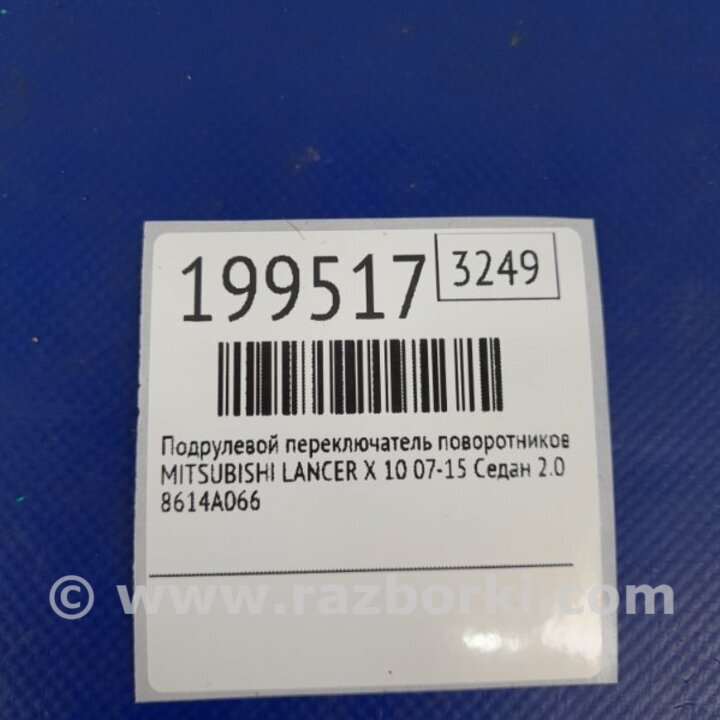 199517
3249
Подрулевой переключатель поворотников
MITSUBISHI LANCER X 10 07-15 Седан 2.0
8614A066
© www.razborki.com